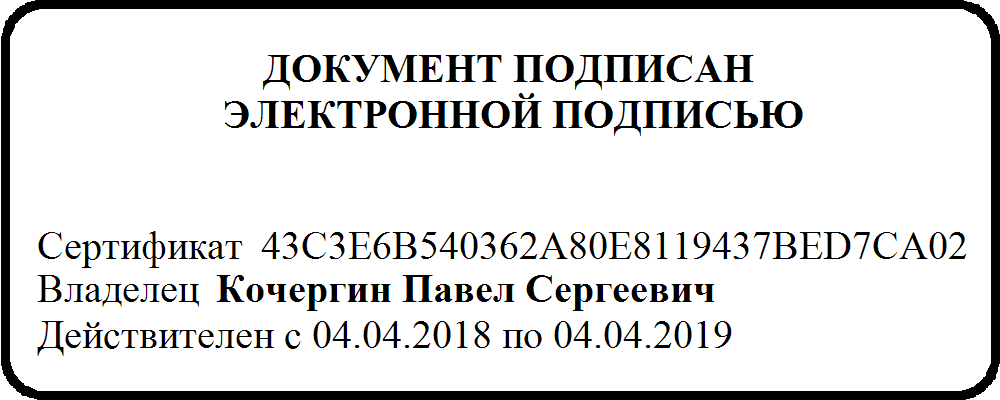 ДОКУМЕНТ ПОДПИСАН
ЭЛЕКТРОННОЙ ПОДПИСЬЮ
Сертификат 43C3E6B540362A80E8119437BED7CA02
Владелец Кочергин Павел Сергеевич
Действителен с 04.04.2018 по 04.04.2019